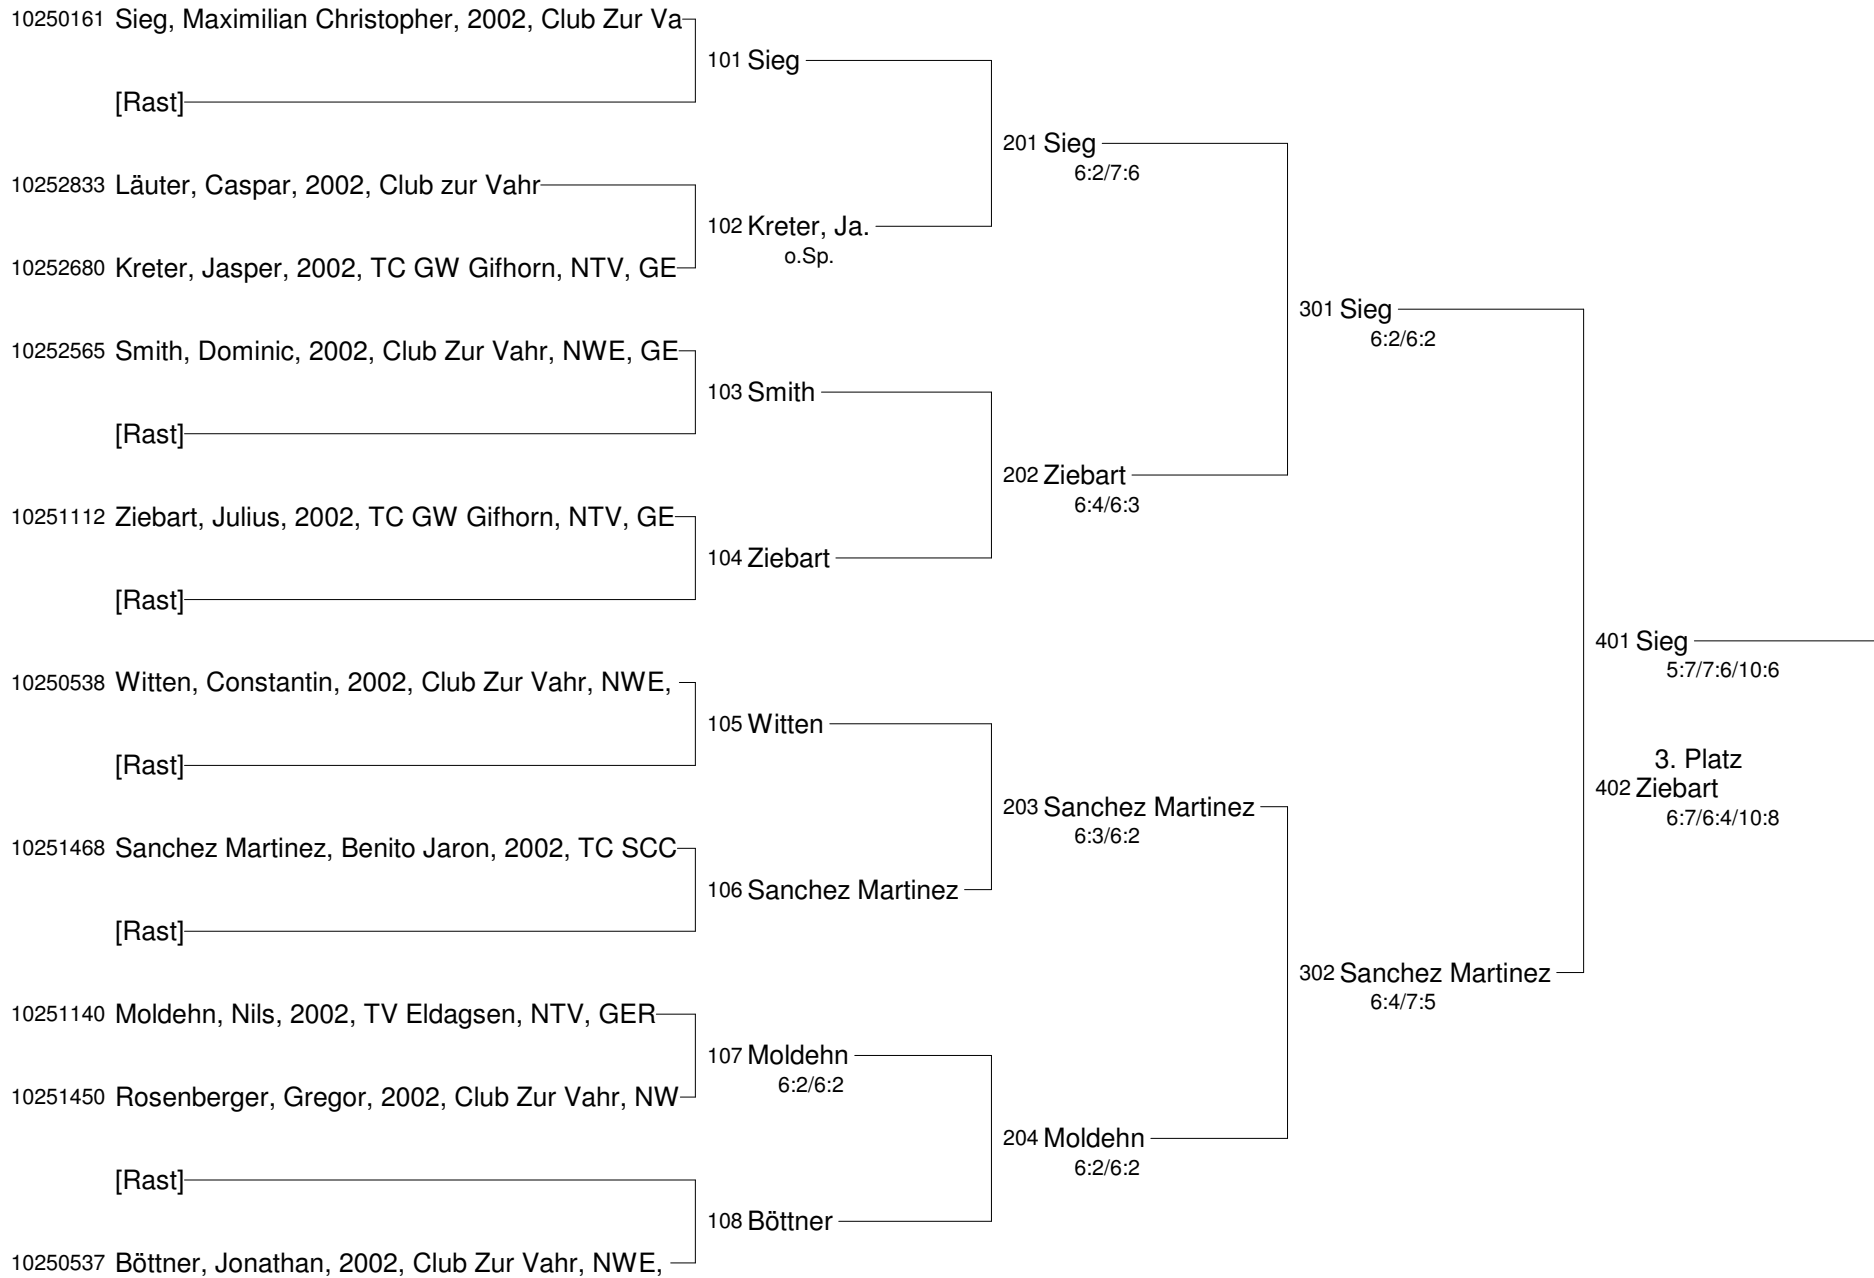 10250161 Sieg, Maximilian Christopher, 2002, Club Zur Va
101 Sieg
[Rast]
201 Sieg
6:2/7:6
10252833 Läuter, Caspar, 2002, Club zur Vahr
102 Kreter, Ja.
o.Sp.
10252680 Kreter, Jasper, 2002, TC GW Gifhorn, NTV, GE
301 Sieg
6:2/6:2
10252565 Smith, Dominic, 2002, Club Zur Vahr, NWE, GE
103 Smith
[Rast]
202 Ziebart
6:4/6:3
10251112 Ziebart, Julius, 2002, TC GW Gifhorn, NTV, GE
104 Ziebart
[Rast]
401 Sieg
5:7/7:6/10:6
10250538 Witten, Constantin, 2002, Club Zur Vahr, NWE,
105 Witten
[Rast]
3. Platz
402 Ziebart
6:7/6:4/10:8
203 Sanchez Martinez
6:3/6:2
10251468 Sanchez Martinez, Benito Jaron, 2002, TC SCC
106 Sanchez Martinez
[Rast]
302 Sanchez Martinez
6:4/7:5
10251140 Moldehn, Nils, 2002, TV Eldagsen, NTV, GER
107 Moldehn
6:2/6:2
10251450 Rosenberger, Gregor, 2002, Club Zur Vahr, NW
204 Moldehn
6:2/6:2
[Rast]
108 Böttner
10250537 Böttner, Jonathan, 2002, Club Zur Vahr, NWE,